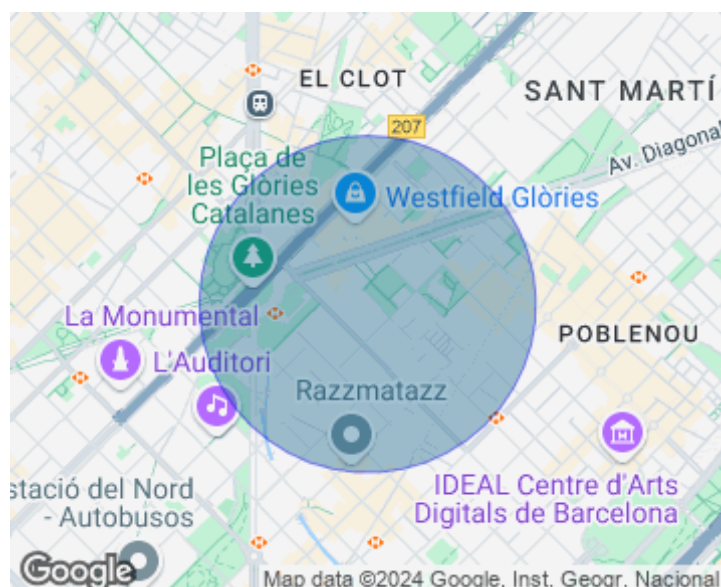 EL CLOT
SANT MARTÍ
207
Av. Diagonal
Plaça de
les Glòries
Catalanes
Westfield Glòries
La Monumental
POBLENOU
L'Auditori
Razzmatazz
stació del Nord
- Autobusos
IDEAL Centre d'Arts
Digitals de Barcelona
Google
Map data ©2024 Google, Inst. Geogr. Nacional